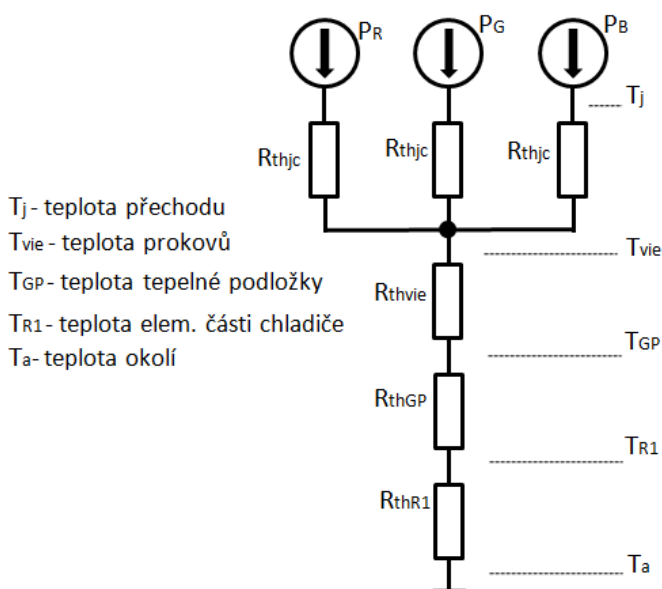 PR PG PB
Tj
Rthjc Rthjc Rthjc
Tj- teplota přechodu
Tvie- teplota prokovů
TGP- teplota tepelné podložky
TR1- teplota elem. části chladiče
Ta- teplota okolí
Tvie
Rthvie
TGP
RthGP
TR1
RthR1
Ta